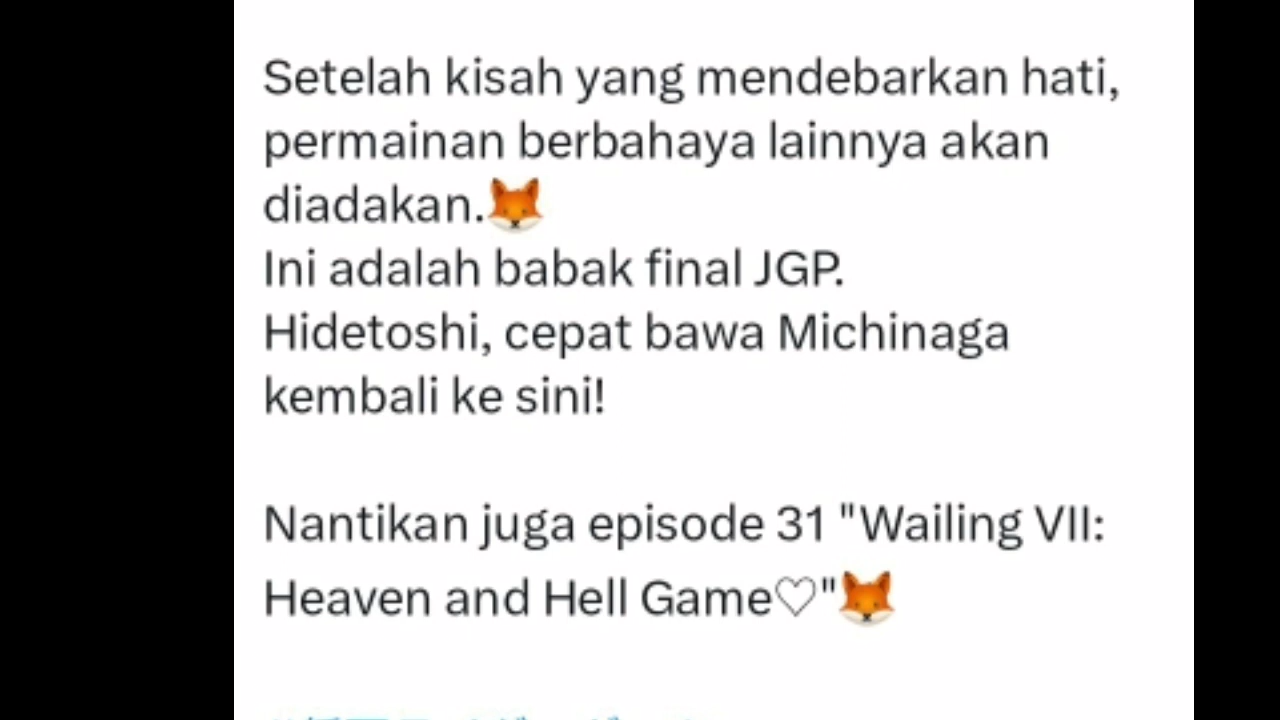 Setelah kisah yang mendebarkan hati,
permainan berbahaya lainnya akan
diadakan.🦊
Ini adalah babak final JGP.
Hidetoshi, cepat bawa Michinaga
kembali ke sini!
Nantikan juga episode 31 "Wailing VII:
Heaven and Hell Game♡"🦊